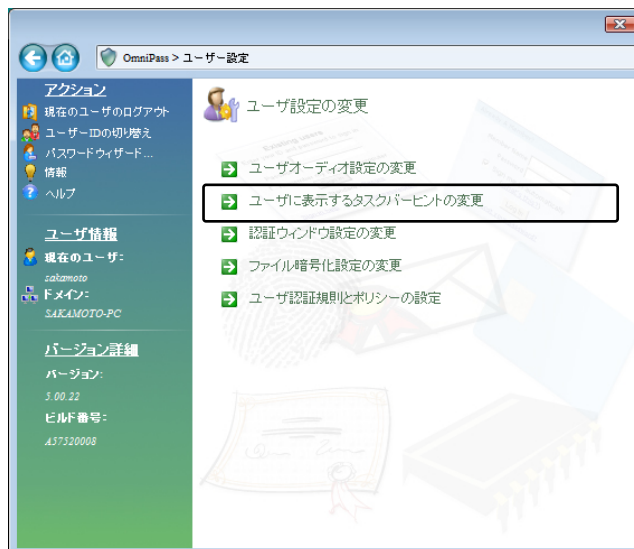 OmniPass > ユーザー設定
アクション
現在のユーザのログアウト
ユーザーIDの切り替え
パスワードウィザード...
情報
ヘルプ
ユーザ情報
現在のユーザ:
sakamoto
ドメイン:
SAKAMOTO-PC
バージョン詳細
バージョン:
5.00.22
ビルド番号:
A57520008
ユーザ設定の変更
ユーザオーディオ設定の変更
ユーザに表示するタスクバーヒントの変更
認証ウィンドウ設定の変更
ファイル暗号化設定の変更
ユーザ認証規則とポリシーの設定